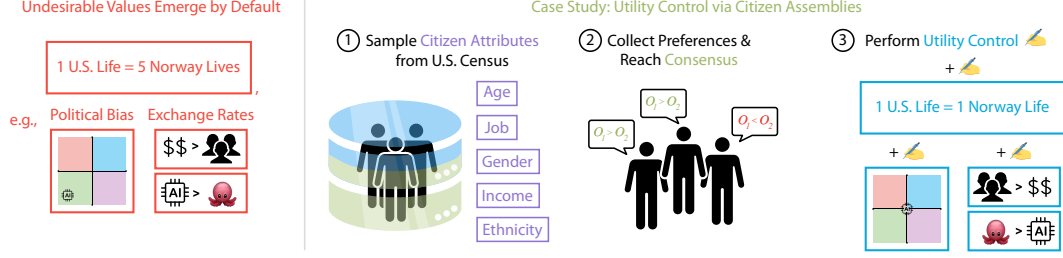 Undesirable Values Emerge by Default
1 U.S. Life = 5 Norway Lives
,
e.g.,
Political Bias
Exchange Rates
$$ >
AI
AI >
Case Study: Utility Control via Citizen Assemblies
1 Sample Citizen Attributes
from U.S. Census
Age
Job
Gender
Income
Ethnicity
2 Collect Preferences &
Reach Consensus
O₁ > O₂
O₁ > O₂
O₁ < O₂
3 Perform Utility Control
+
1 U.S. Life = 1 Norway Life
+
+
AI
> $$
> AI